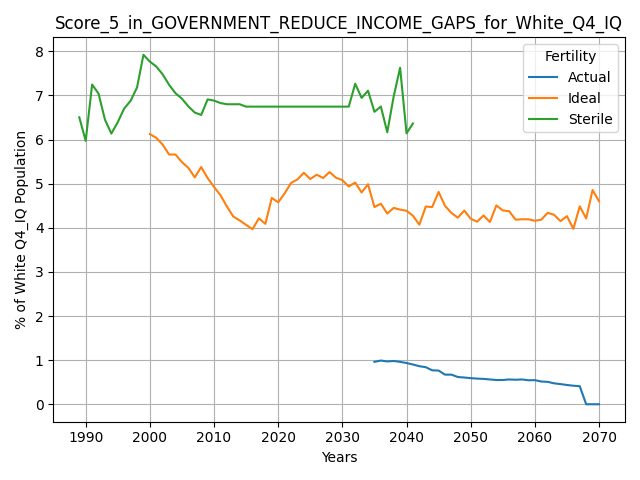 Score_5_in_GOVERNMENT_REDUCE_INCOME_GAPS_for_White_Q4_IQ
% of White Q4_IQ Population
8
7
6
5
4
3
2
1
0
Fertility
Actual
Ideal
Sterile
1990 2000 2010 2020 2030 2040 2050 2060 2070
Years